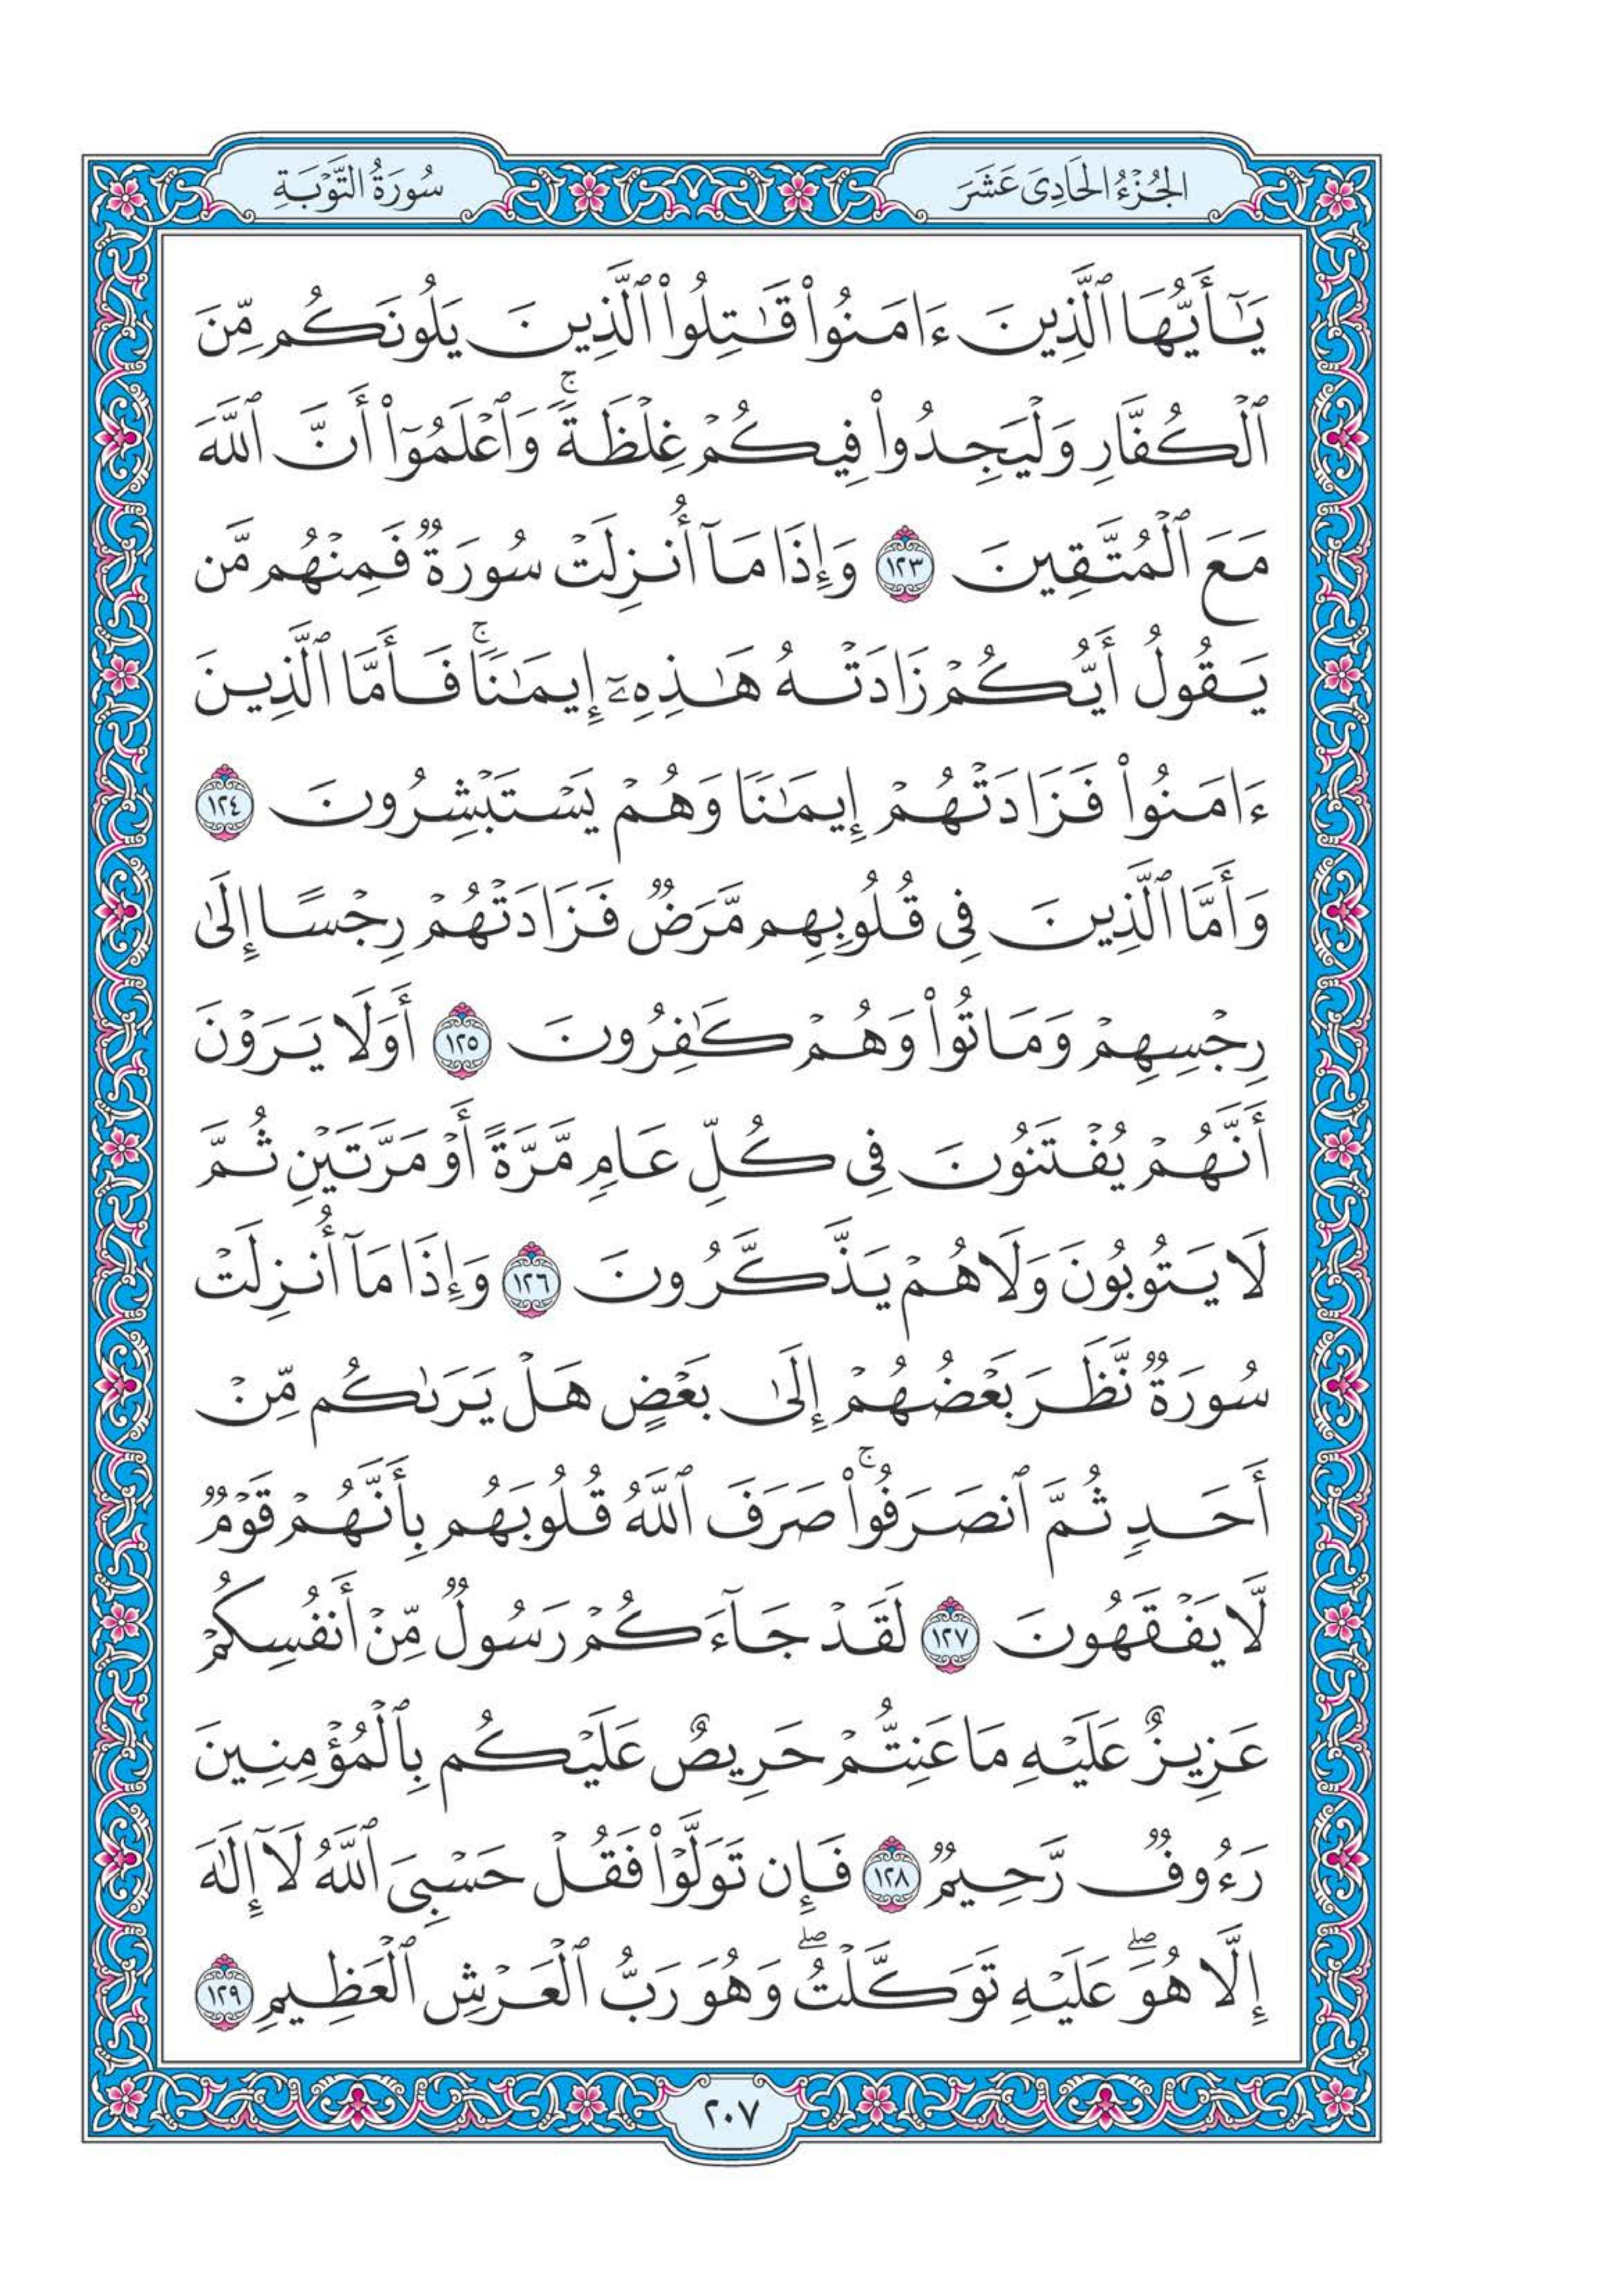 الجُزْءُ الحَادِىَ عَشَرَ
سُورَةُ التَّوْبَةِ
يَٰٓأَيُّهَا ٱلَّذِينَ ءَامَنُوا۟ قَٰتِلُوا۟ ٱلَّذِينَ يَلُونَكُم مِّنَ
ٱلْكُفَّارِ وَلْيَجِدُوا۟ فِيكُمْ غِلْظَةً ۚ وَٱعْلَمُوٓا۟ أَنَّ ٱللَّهَ
مَعَ ٱلْمُتَّقِينَ ١٢٣ وَإِذَا مَآ أُنزِلَتْ سُورَةٌ فَمِنْهُم مَّن
يَقُولُ أَيُّكُمْ زَادَتْهُ هَٰذِهِۦٓ إِيمَٰنًا ۚ فَأَمَّا ٱلَّذِينَ
ءَامَنُوا۟ فَزَادَتْهُمْ إِيمَٰنًا وَهُمْ يَسْتَبْشِرُونَ ١٢٤
وَأَمَّا ٱلَّذِينَ فِى قُلُوبِهِم مَّرَضٌ فَزَادَتْهُمْ رِجْسًا إِلَىٰ
رِجْسِهِمْ وَمَاتُوا۟ وَهُمْ كَٰفِرُونَ ١٢٥ أَوَلَا يَرَوْنَ
أَنَّهُمْ يُفْتَنُونَ فِى كُلِّ عَامٍ مَّرَّةً أَوْ مَرَّتَيْنِ ثُمَّ
لَا يَتُوبُونَ وَلَا هُمْ يَذَّكَّرُونَ ١٢٦ وَإِذَا مَآ أُنزِلَتْ
سُورَةٌ نَّظَرَ بَعْضُهُمْ إِلَىٰ بَعْضٍ هَلْ يَرَىٰكُم مِّنْ
أَحَدٍ ثُمَّ ٱنصَرَفُوا۟ ۚ صَرَفَ ٱللَّهُ قُلُوبَهُم بِأَنَّهُمْ قَوْمٌ
لَّا يَفْقَهُونَ ١٢٧ لَقَدْ جَآءَكُمْ رَسُولٌ مِّنْ أَنفُسِكُمْ
عَزِيزٌ عَلَيْهِ مَا عَنِتُّمْ حَرِيصٌ عَلَيْكُم بِٱلْمُؤْمِنِينَ
رَءُوفٌ رَّحِيمٌ ١٢٨ فَإِن تَوَلَّوْا۟ فَقُلْ حَسْبِىَ ٱللَّهُ لَآ إِلَٰهَ
إِلَّا هُوَ ۖ عَلَيْهِ تَوَكَّلْتُ ۖ وَهُوَ رَبُّ ٱلْعَرْشِ ٱلْعَظِيمِ ١٢٩
٢٠٧